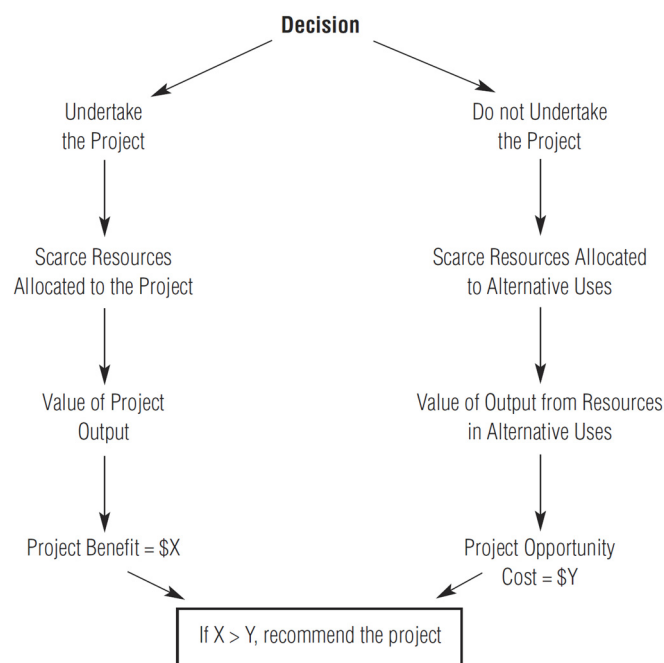 Decision
Undertake
the Project
Do not Undertake
the Project
Scarce Resources
Allocated to the Project
Scarce Resources Allocated
to Alternative Uses
Value of Project
Output
Value of Output from Resources
in Alternative Uses
Project Benefit = $X
Project Opportunity
Cost = $Y
If X > Y, recommend the project